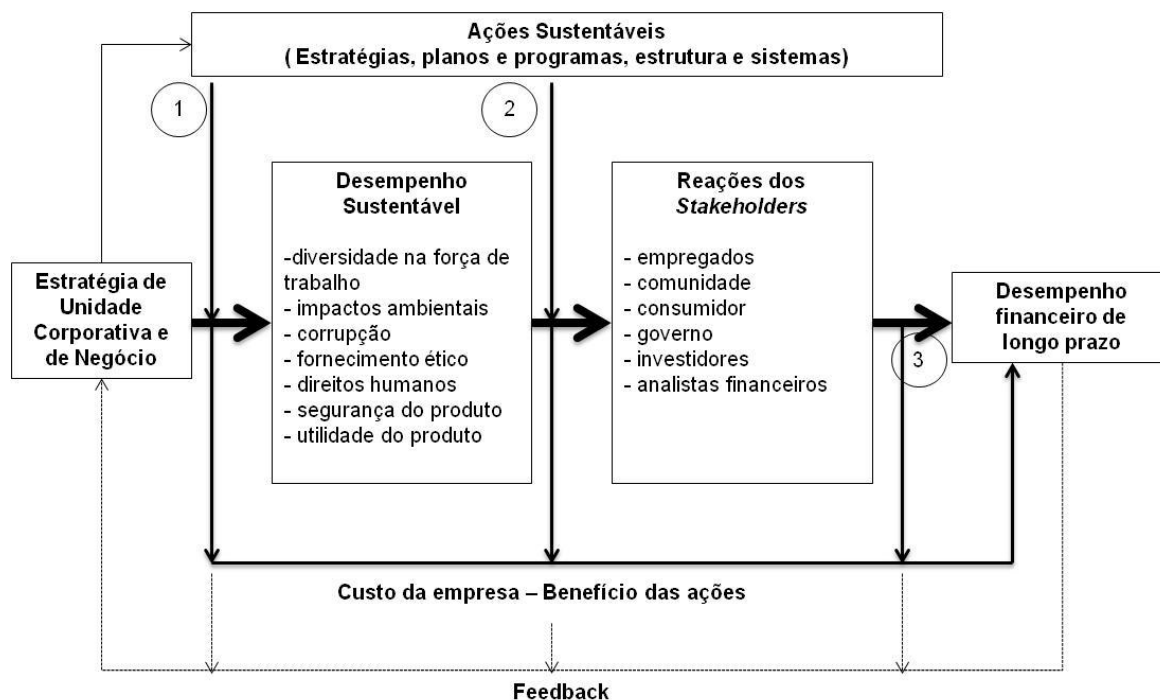 Ações Sustentáveis
( Estratégias, planos e programas, estrutura e sistemas)
1
2
Desempenho
Sustentável
-diversidade na força de
trabalho
- impactos ambientais
- corrupção
- fornecimento ético
- direitos humanos
- segurança do produto
- utilidade do produto
Reações dos
Stakeholders
- empregados
- comunidade
- consumidor
- governo
- investidores
- analistas financeiros
Estratégia de
Unidade
Corporativa e
de Negócio
Desempenho
financeiro de
longo prazo
3
Custo da empresa – Benefício das ações
Feedback